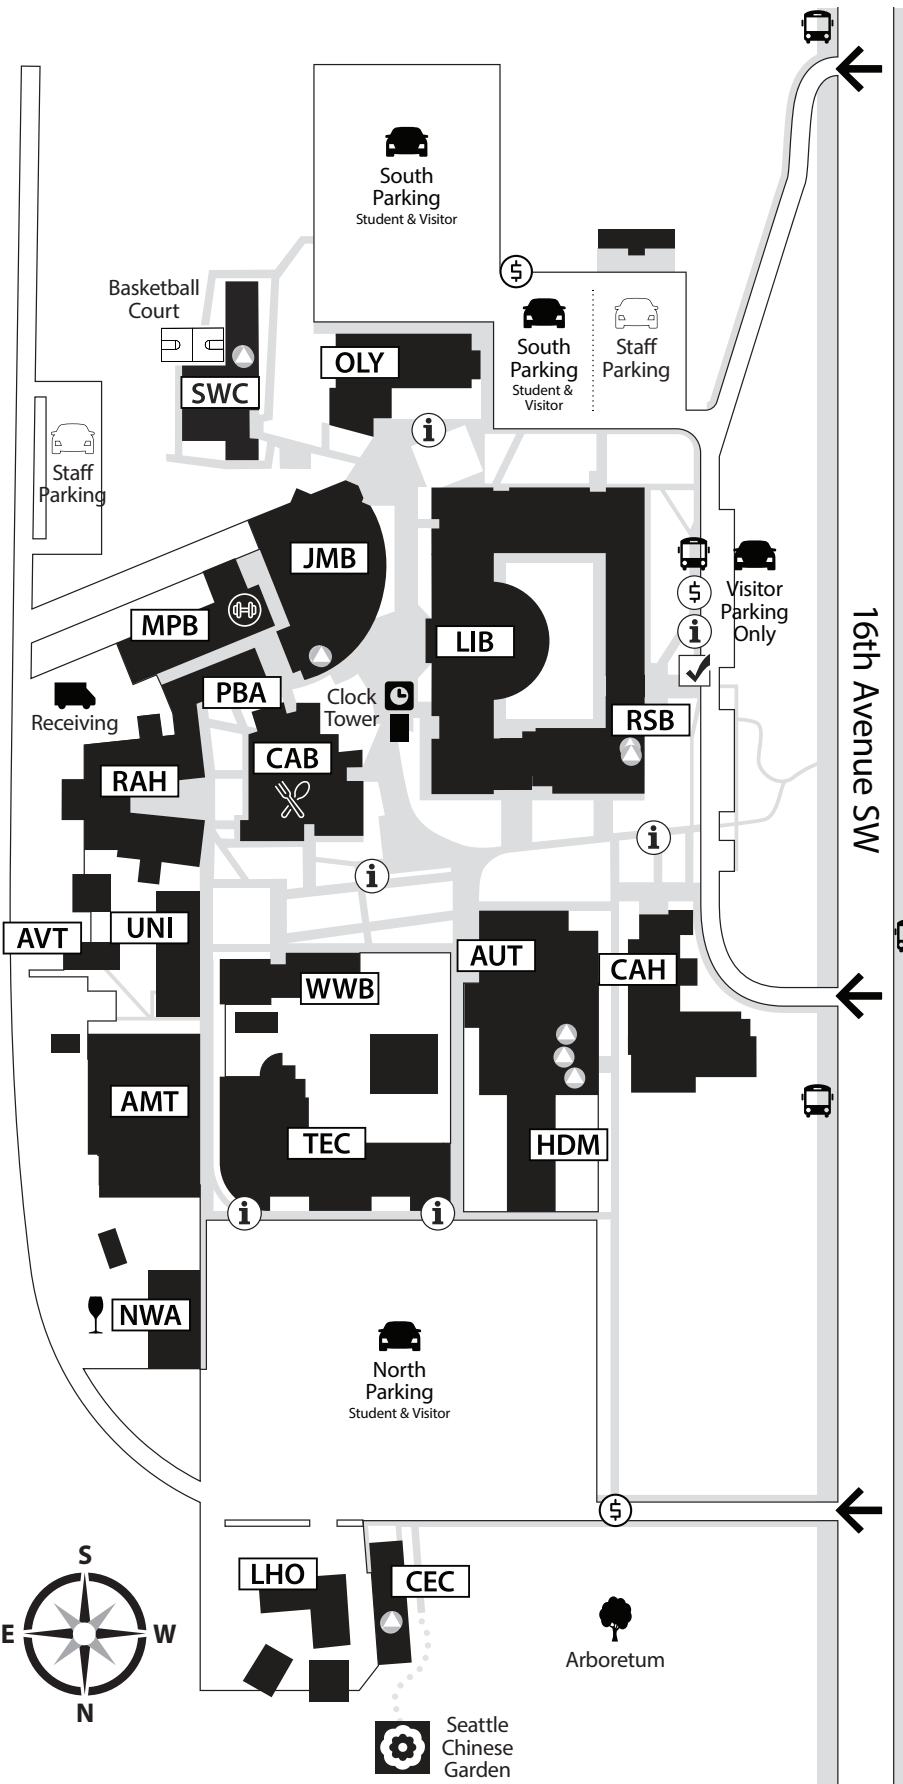 South
Parking
Student & Visitor
Basketball
Court
$
South
Parking
Student &
Visitor
Staff
Parking
OLY
SWC
i
Staff
Parking
JMB
MPB
LIB
$
i
Visitor
Parking
Only
16th Avenue SW
Receiving
PBA
Clock
Tower
RSB
CAB
RAH
i
i
AVT
UNI
AUT
CAH
WWB
AMT
TEC
HDM
i
i
NWA
North
Parking
Student & Visitor
$
S
E
W
N
LHO
CEC
Arboretum
Seattle
Chinese
Garden